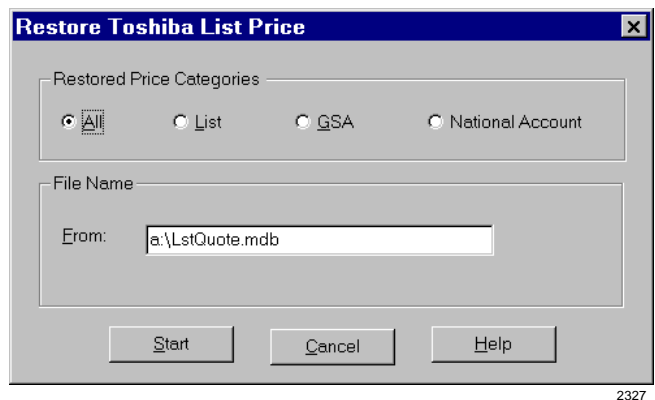 Restore Toshiba List Price
Restored Price Categories
All List GSA National Account
File Name
From: a:\LstQuote.mdb
Start Cancel Help
2327